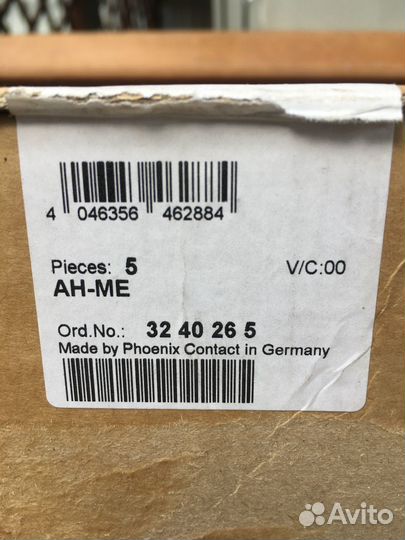 4 046356 462884
Pieces: 5 V/C:00
AH-ME
Ord.No.: 32 40 26 5
Made by Phoenix Contact in Germany
Avito